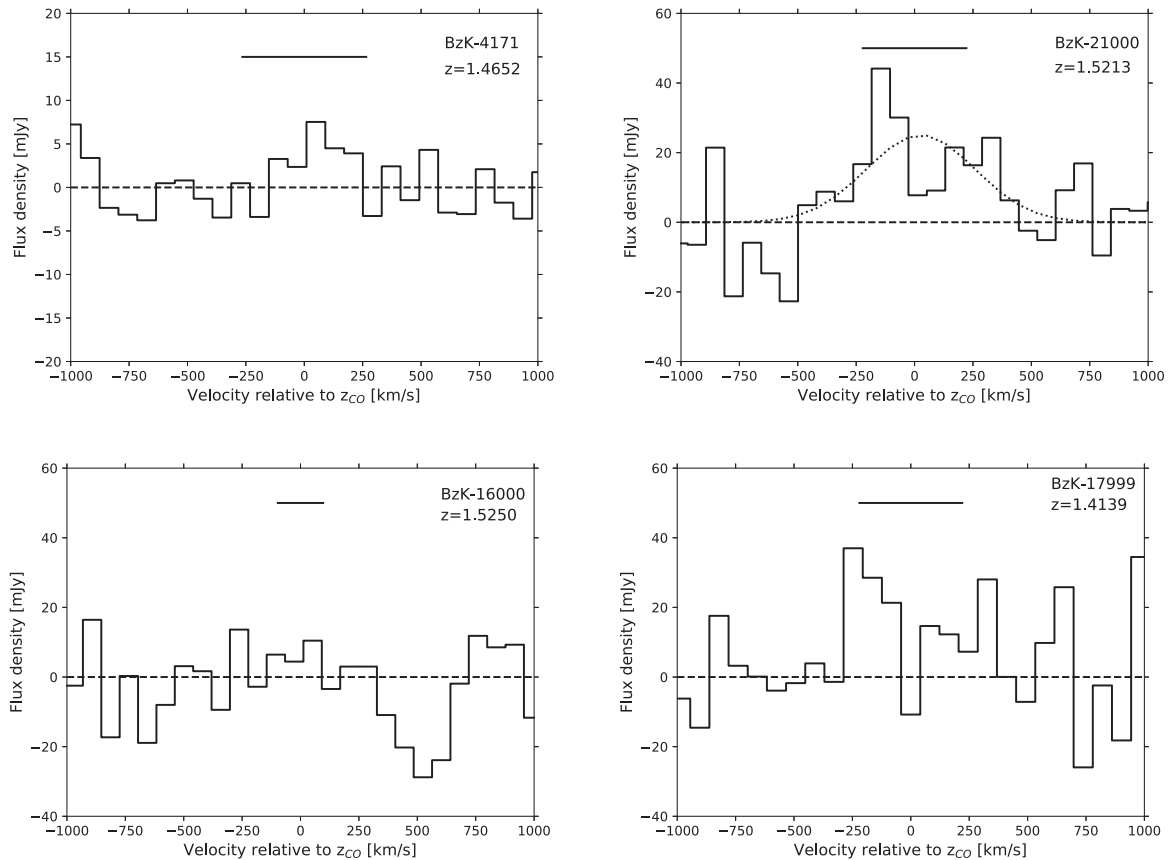 20
15
10
5
0
−5
−10
−15
−20
Flux density [mJy]
BzK-4171
z=1.4652
−1000 −750 −500 −250 0 250 500 750 1000
Velocity relative to z_CO [km/s]
60
40
20
0
−20
−40
Flux density [mJy]
BzK-21000
z=1.5213
−1000 −750 −500 −250 0 250 500 750 1000
Velocity relative to z_CO [km/s]
60
40
20
0
−20
−40
Flux density [mJy]
BzK-16000
z=1.5250
−1000 −750 −500 −250 0 250 500 750 1000
Velocity relative to z_CO [km/s]
60
40
20
0
−20
−40
Flux density [mJy]
BzK-17999
z=1.4139
−1000 −750 −500 −250 0 250 500 750 1000
Velocity relative to z_CO [km/s]